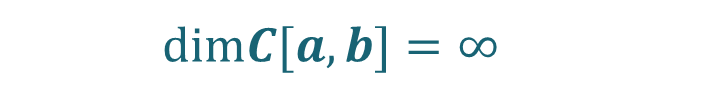 dim𝑪[𝒂, 𝒃] = ∞